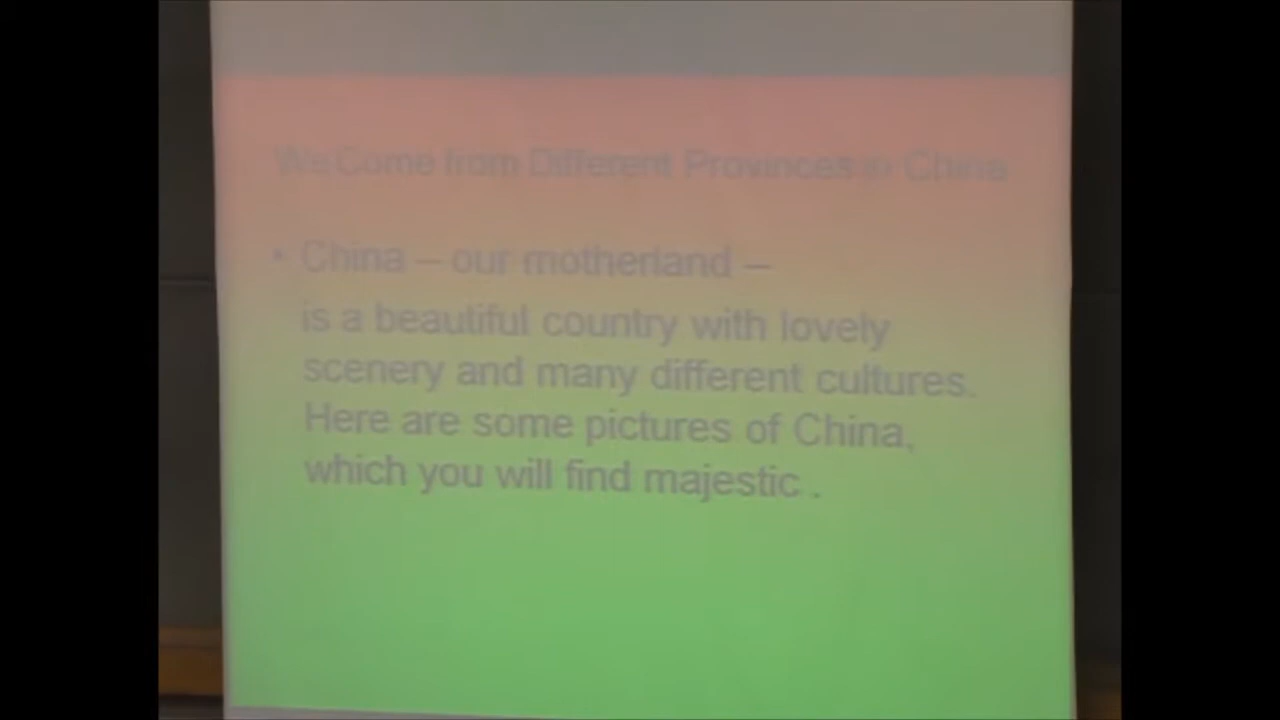 We Come from Different Provinces in China
• China – our motherland –
is a beautiful country with lovely
scenery and many different cultures.
Here are some pictures of China,
which you will find majestic .